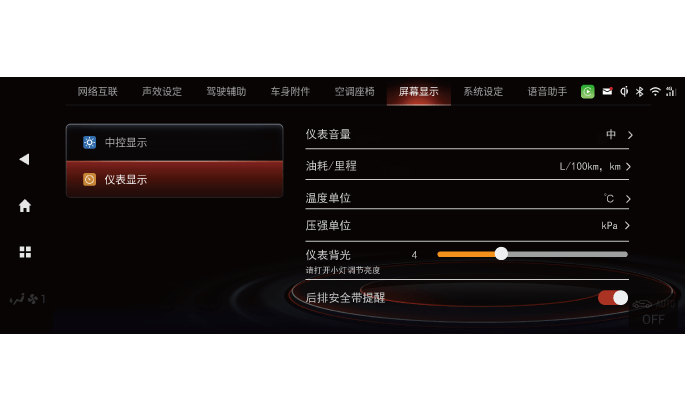 网络互联 声效设定 驾驶辅助 车身附件 空调座椅 屏幕显示 系统设定 语音助手
中控显示
仪表显示
仪表音量 中
油耗/里程 L/100km, km
温度单位 ℃
压强单位 kPa
仪表背光 4
请打开小灯调节亮度
后排安全带提醒
1
OFF